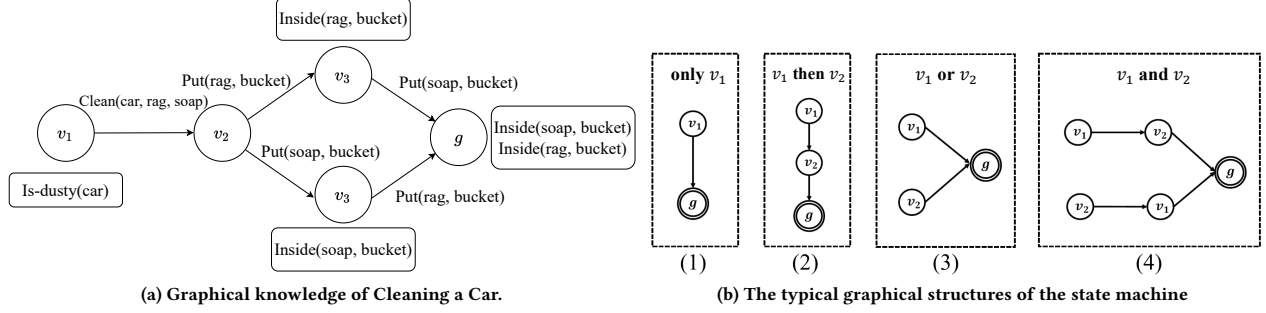 Inside(rag, bucket)
v3
Put(rag, bucket)
Put(soap, bucket)
Clean(car, rag, soap)
v1
v2
g
Inside(soap, bucket)
Inside(rag, bucket)
Put(soap, bucket)
Is-dusty(car)
v3
Put(rag, bucket)
Inside(soap, bucket)
(a) Graphical knowledge of Cleaning a Car.
only v1
v1
g
(1)
v1 then v2
v1
v2
g
(2)
v1 or v2
v1
v2
g
(3)
v1 and v2
v1
v2
v2
v1
g
(4)
(b) The typical graphical structures of the state machine